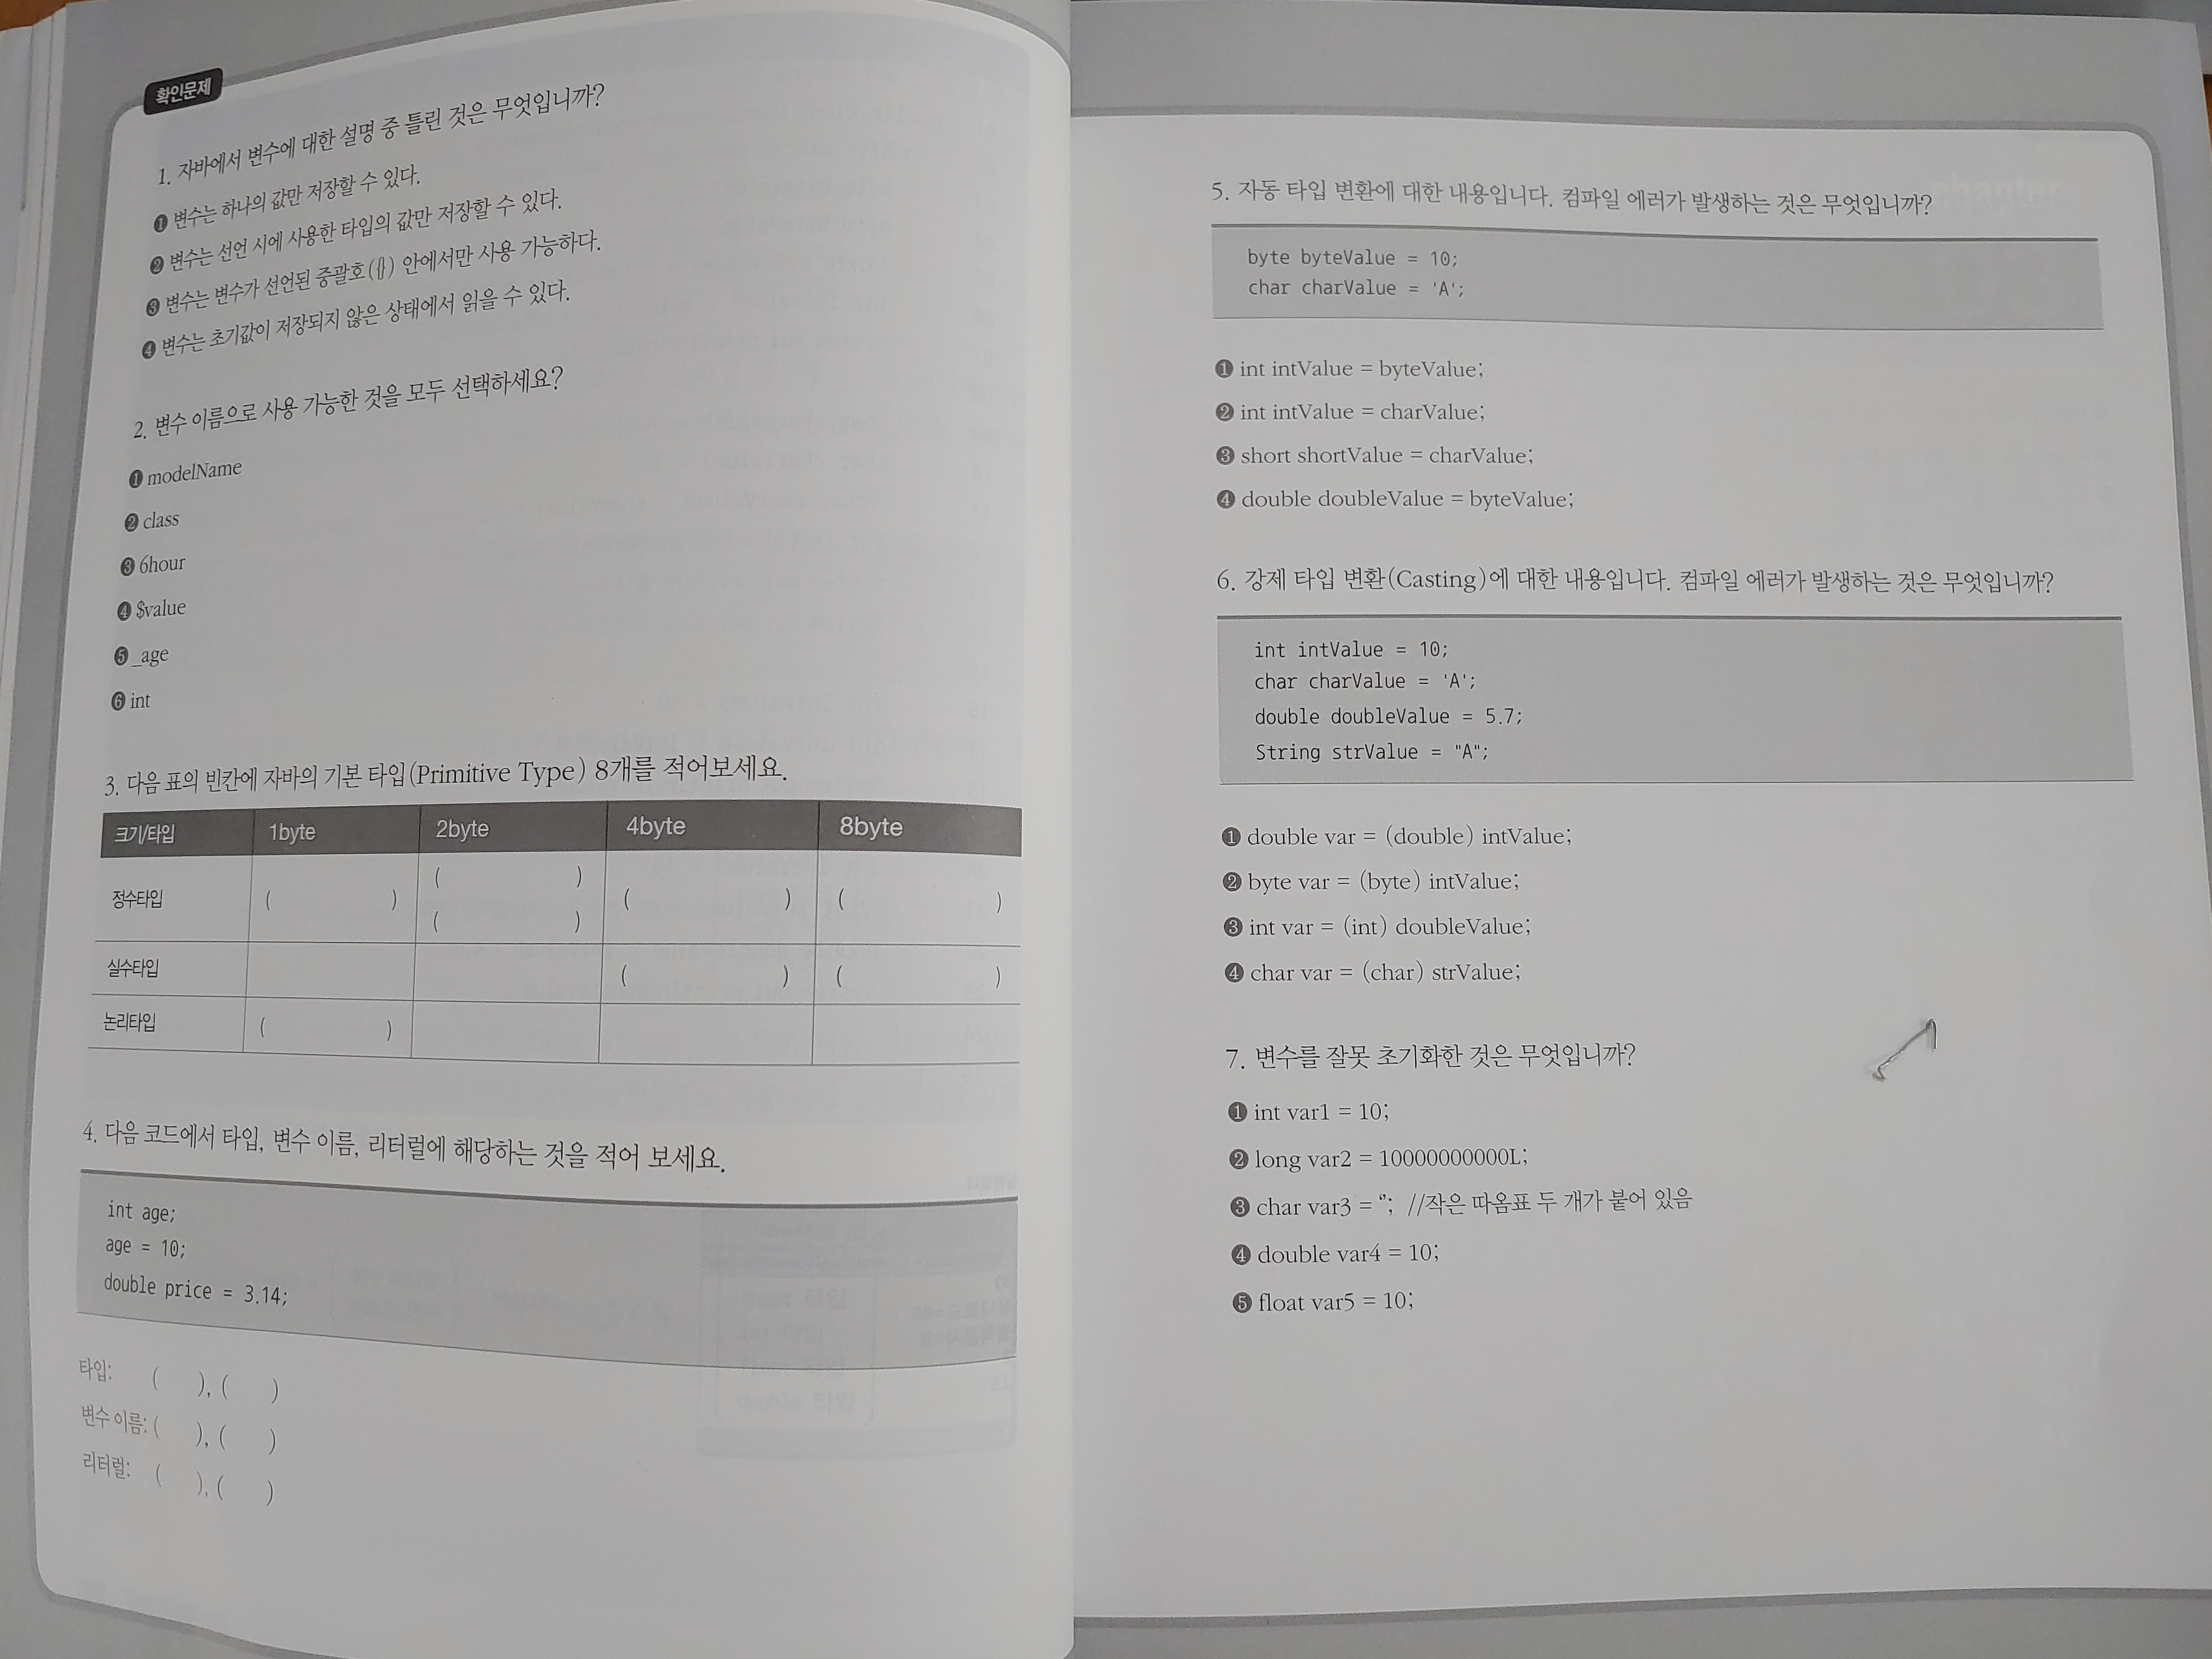 확인문제
1. 자바에서 변수에 대한 설명 중 틀린 것은 무엇입니까?
❶ 변수는 하나의 값만 저장할 수 있다.
❷ 변수는 선언 시에 사용한 타입의 값만 저장할 수 있다.
❸ 변수는 변수가 선언된 중괄호({}) 안에서만 사용 가능하다.
❹ 변수는 초기값이 저장되지 않은 상태에서 읽을 수 있다.
2. 변수 이름으로 사용 가능한 것을 모두 선택하세요?
❶ modelName
❷ class
❸ 6hour
❹ $value
❺ _age
❻ int
3. 다음 표의 빈칸에 자바의 기본 타입(Primitive Type) 8개를 적어보세요.
크기/타입 1byte 2byte 4byte 8byte
정수타입 ( ) ( ) ( ) ( ) ( )
실수타입 ( ) ( )
논리타입 ( )
4. 다음 코드에서 타입, 변수 이름, 리터럴에 해당하는 것을 적어 보세요.
int age;
age = 10;
double price = 3.14;
타입: ( ), ( )
변수 이름: ( ), ( )
리터럴: ( ), ( )
5. 자동 타입 변환에 대한 내용입니다. 컴파일 에러가 발생하는 것은 무엇입니까?
byte byteValue = 10;
char charValue = 'A';
❶ int intValue = byteValue;
❷ int intValue = charValue;
❸ short shortValue = charValue;
❹ double doubleValue = byteValue;
6. 강제 타입 변환(Casting)에 대한 내용입니다. 컴파일 에러가 발생하는 것은 무엇입니까?
int intValue = 10;
char charValue = 'A';
double doubleValue = 5.7;
String strValue = "A";
❶ double var = (double) intValue;
❷ byte var = (byte) intValue;
❸ int var = (int) doubleValue;
❹ char var = (char) strValue;
7. 변수를 잘못 초기화한 것은 무엇입니까?
❶ int var1 = 10;
❷ long var2 = 10000000000L;
❸ char var3 = ‘’; //작은 따옴표 두 개가 붙어 있음
❹ double var4 = 10;
❺ float var5 = 10;